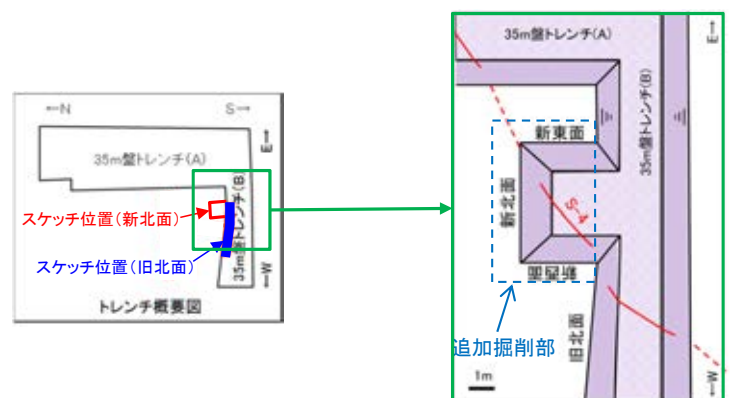 ←N
S→
E→
35m盤トレンチ(A)
35m盤トレンチ(B)
スケッチ位置(新北面)
スケッチ位置(旧北面)
←W
トレンチ概要図
35m盤トレンチ(A)
E→
35m盤トレンチ(B)
新東面
新北面
S-4
新西面
旧北面
追加掘削部
1m
←W